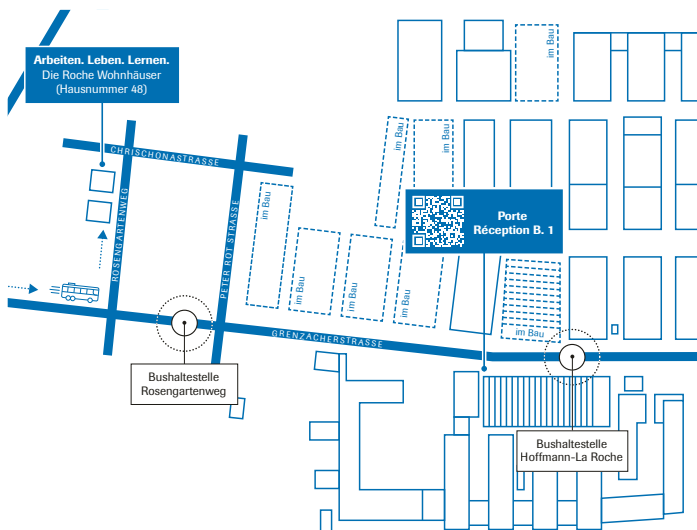 Arbeiten. Leben. Lernen.
Die Roche Wohnhäuser
(Hausnummer 48)
im Bau
CHRISCHONASTRASSE
im Bau
im Bau
ROSENGARTENWEG
PETER ROT STRASSE
im Bau
im Bau
im Bau
im Bau
Porte
Réception B. 1
im Bau
GRENZACHERSTRASSE
Bushaltestelle
Rosengartenweg
Bushaltestelle
Hoffmann-La Roche